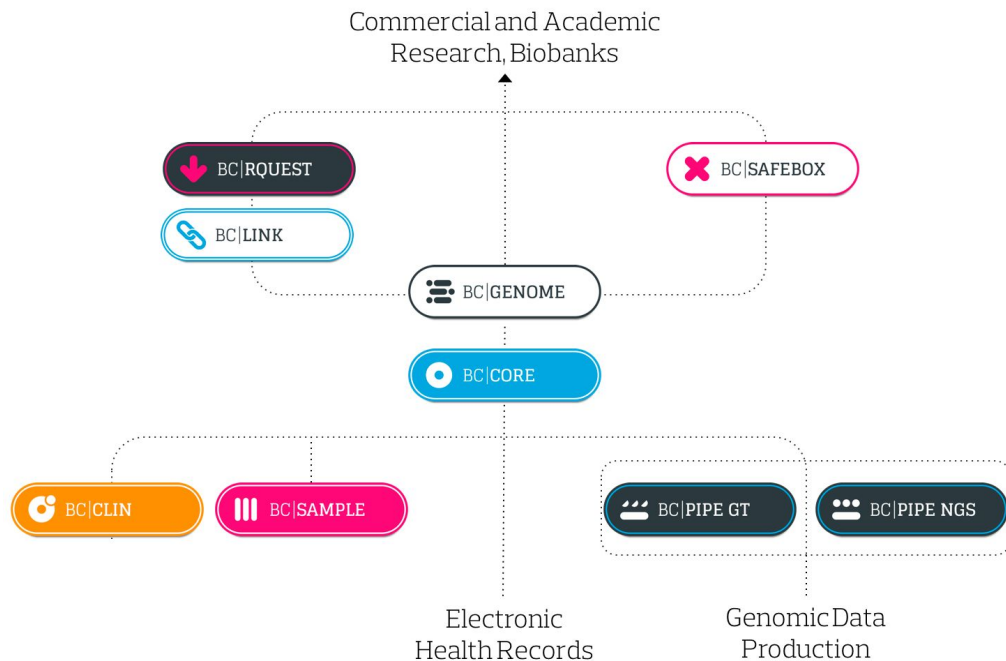 Commercial and Academic
Research, Biobanks
BC|RQUEST
BC|SAFEBOX
BC|LINK
BC|GENOME
BC|CORE
BC|CLIN
BC|SAMPLE
BC|PIPE GT
BC|PIPE NGS
Electronic
Health Records
Genomic Data
Production